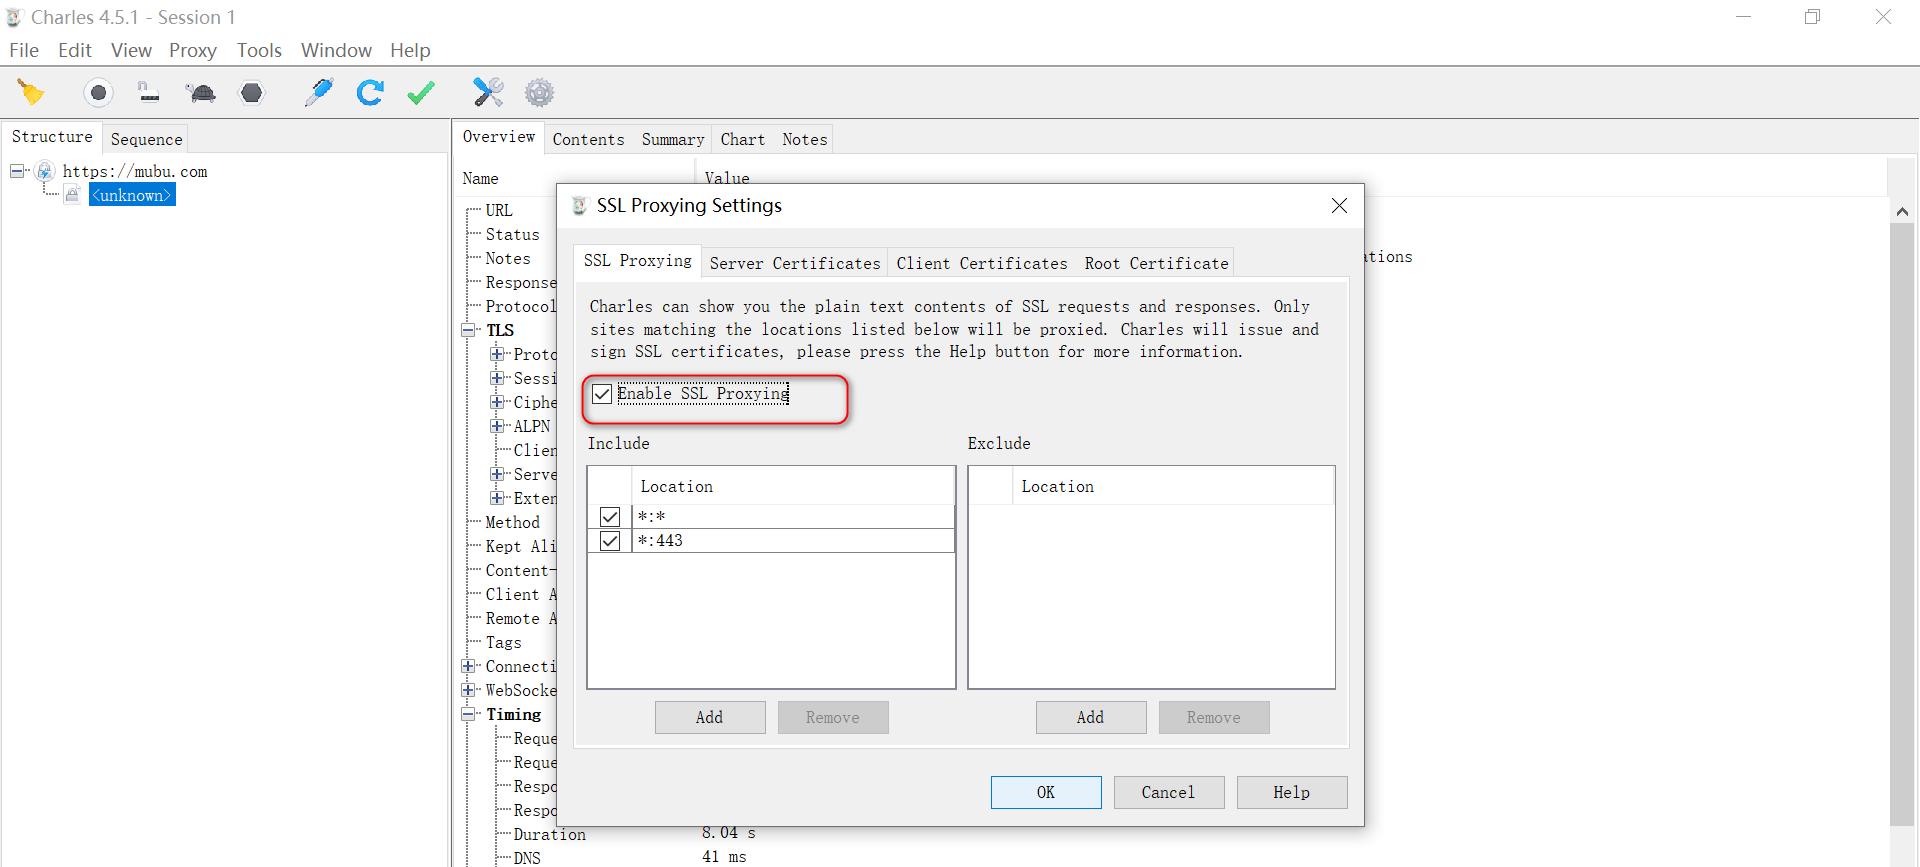 Charles 4.5.1 - Session 1
File Edit View Proxy Tools Window Help
Structure Sequence
https://mubu.com
<unknown>
Overview Contents Summary Chart Notes
Name Value
URL
Status
Notes
Response
Protocol
TLS
Proto
Sessi
Ciphe
ALPN
Clien
Serve
Exten
Method
Kept Ali
Content-
Client A
Remote A
Tags
Connecti
WebSocke
Timing
Reque
Reque
Respo
Respo
Duration 8.04 s
DNS 41 ms
ations
SSL Proxying Settings
SSL Proxying Server Certificates Client Certificates Root Certificate
Charles can show you the plain text contents of SSL requests and responses. Only
sites matching the locations listed below will be proxied. Charles will issue and
sign SSL certificates, please press the Help button for more information.
Enable SSL Proxying
Include Exclude
Location Location
*:*
*:443
Add Remove Add Remove
OK Cancel Help